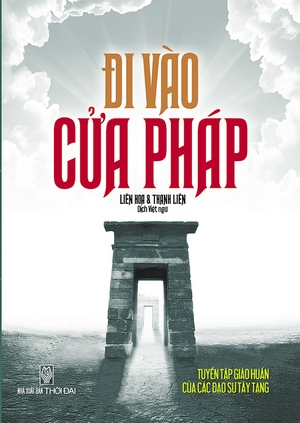 ĐI VÀO
CỬA PHÁP
LIÊN HOA & THANH LIÊN
Dịch Việt ngữ
TUYỂN TẬP GIÁO HUẤN
CỦA CÁC ĐẠO SƯ TÂY TẠNG
NHÀ XUẤT BẢN THỜI ĐẠI